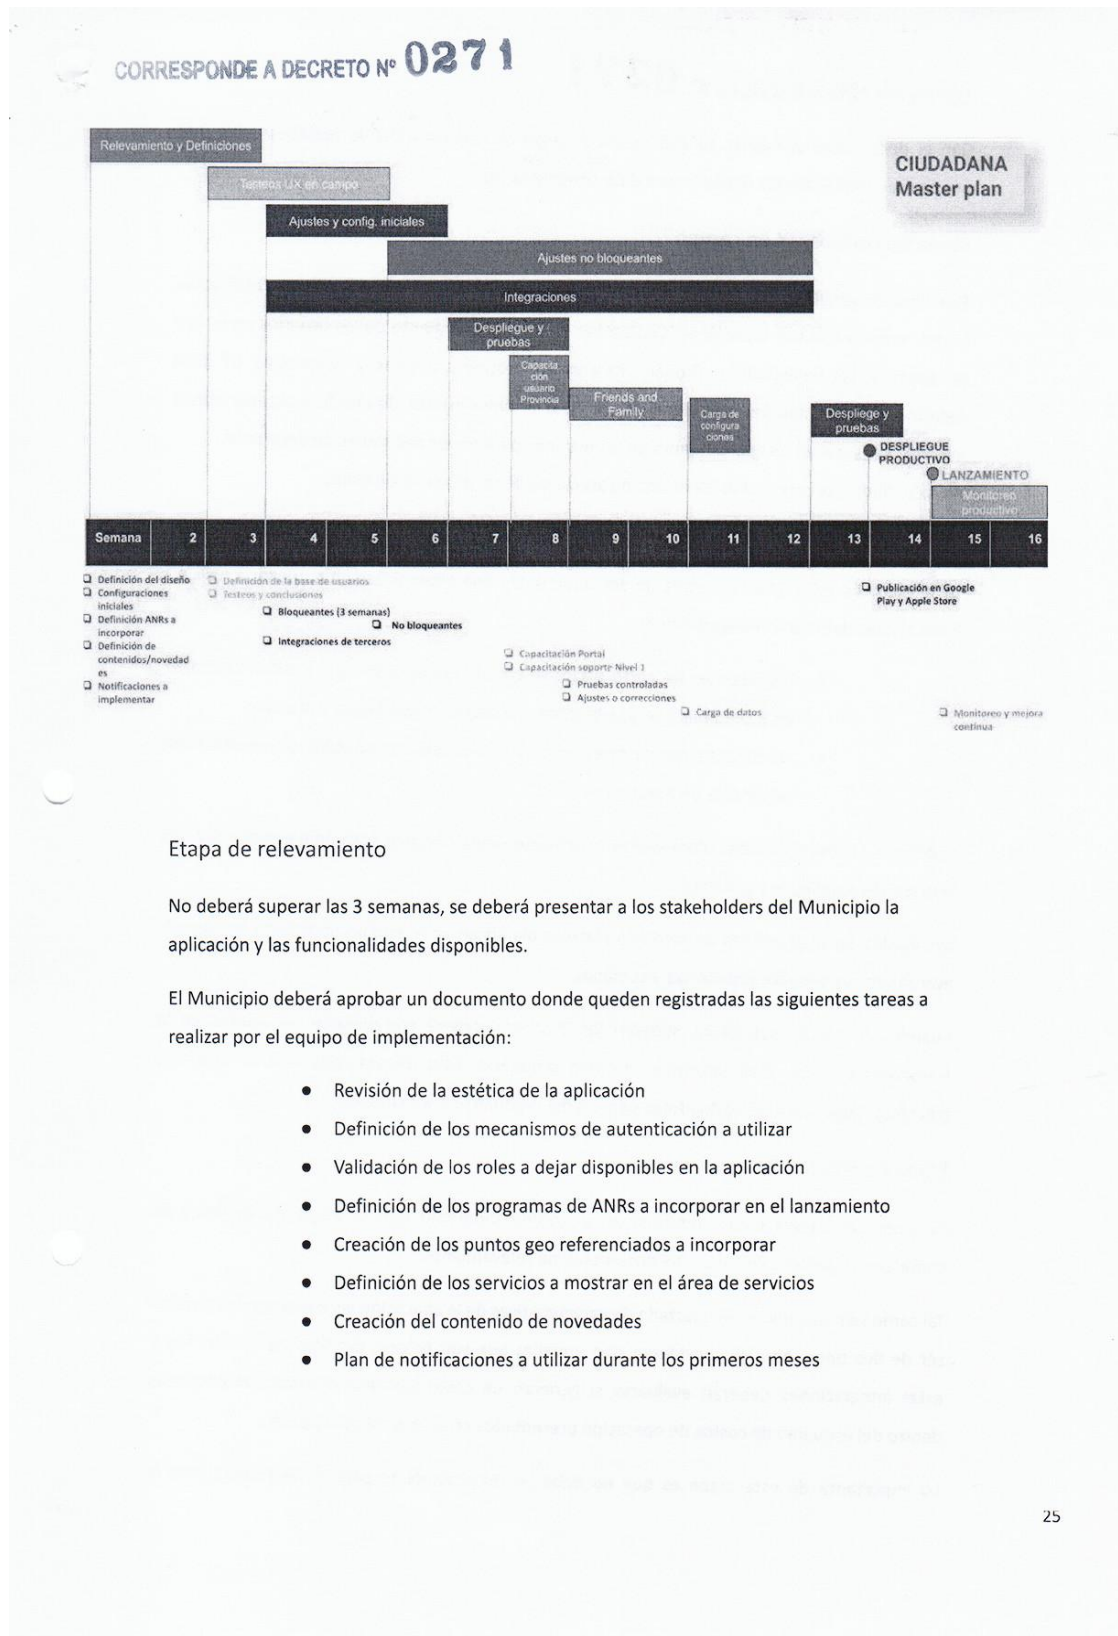 CORRESPONDE A DECRETO Nº 0271
Relevamiento y Definiciones
CIUDADANA
Master plan
Testeos UX en campo
Ajustes y config. iniciales
Ajustes no bloqueantes
Integraciones
Despliegue y
pruebas
Capacita
ción
usuario
Provincia
Friends and
Family
Carga de
configura
ciones
Despliege y
pruebas
DESPLIEGUE
PRODUCTIVO
LANZAMIENTO
Monitoreo
productivo
Semana 2 3 4 5 6 7 8 9 10 11 12 13 14 15 16
Definición del diseño
Configuraciones
iniciales
Definición ANRs a
incorporar
Definición de
contenidos/novedad
es
Notificaciones a
implementar
Definición de la base de usuarios
Testeos y conclusiones
Bloqueantes (3 semanas)
No bloqueantes
Integraciones de terceros
Capacitación Portal
Capacitación soporte Nivel 1
Pruebas controladas
Ajustes o correcciones
Carga de datos
Publicación en Google
Play y Apple Store
Monitoreo y mejora
continua
Etapa de relevamiento
No deberá superar las 3 semanas, se deberá presentar a los stakeholders del Municipio la
aplicación y las funcionalidades disponibles.
El Municipio deberá aprobar un documento donde queden registradas las siguientes tareas a
realizar por el equipo de implementación:
• Revisión de la estética de la aplicación
• Definición de los mecanismos de autenticación a utilizar
• Validación de los roles a dejar disponibles en la aplicación
• Definición de los programas de ANRs a incorporar en el lanzamiento
• Creación de los puntos geo referenciados a incorporar
• Definición de los servicios a mostrar en el área de servicios
• Creación del contenido de novedades
• Plan de notificaciones a utilizar durante los primeros meses
25